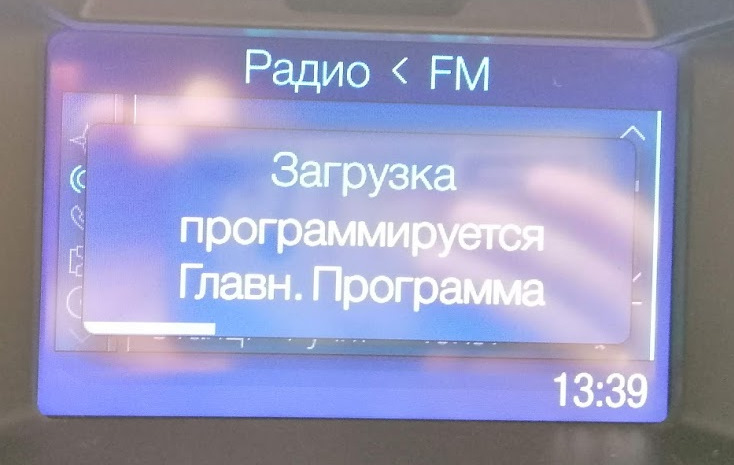 Радио < FM
Загрузка
программируется
Главн. Программа
13:39